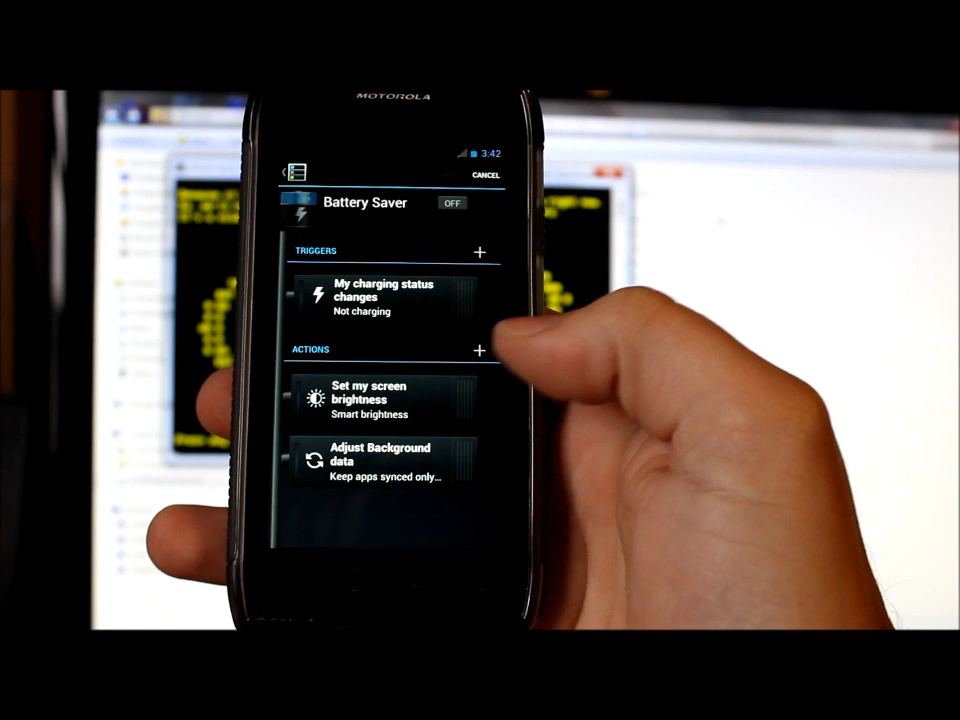 MOTOROLA
3:42
CANCEL
Battery Saver
OFF
TRIGGERS
+
My charging status
changes
Not charging
ACTIONS
+
Set my screen
brightness
Smart brightness
Adjust Background
data
Keep apps synced only...